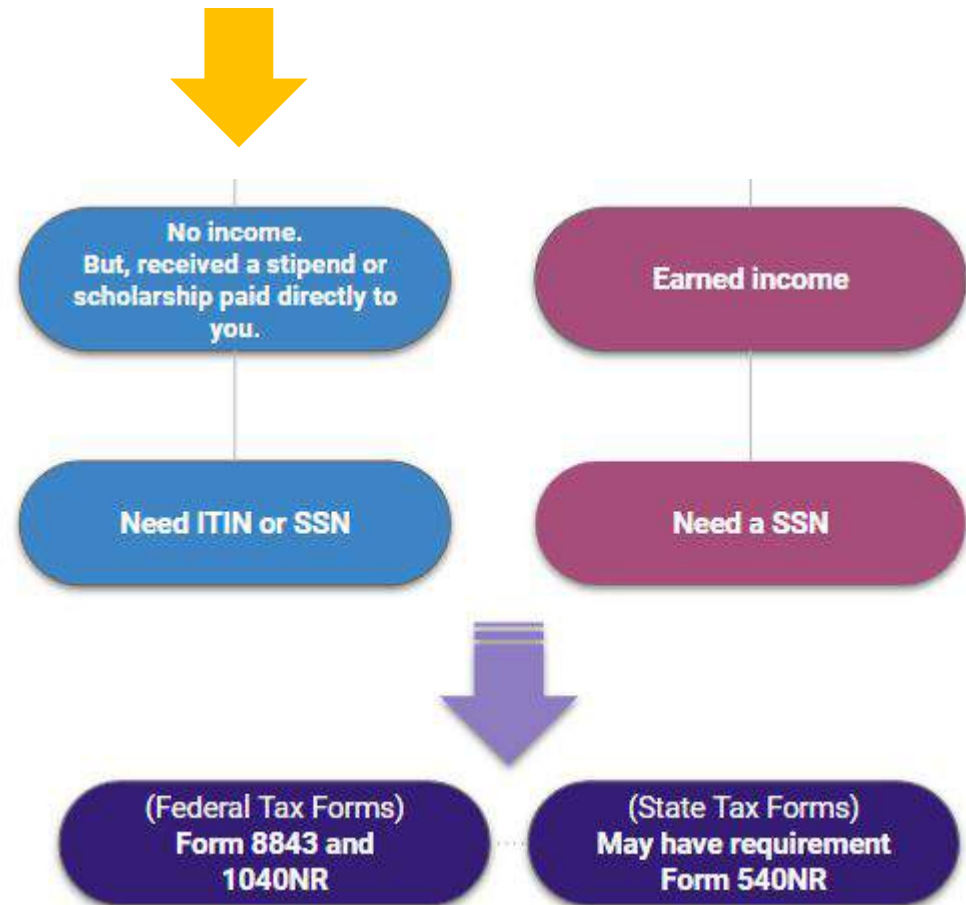 No income.
But, received a stipend or
scholarship paid directly to
you.
Earned income
Need ITIN or SSN
Need a SSN
(Federal Tax Forms)
Form 8843 and
1040NR
(State Tax Forms)
May have requirement
Form 540NR